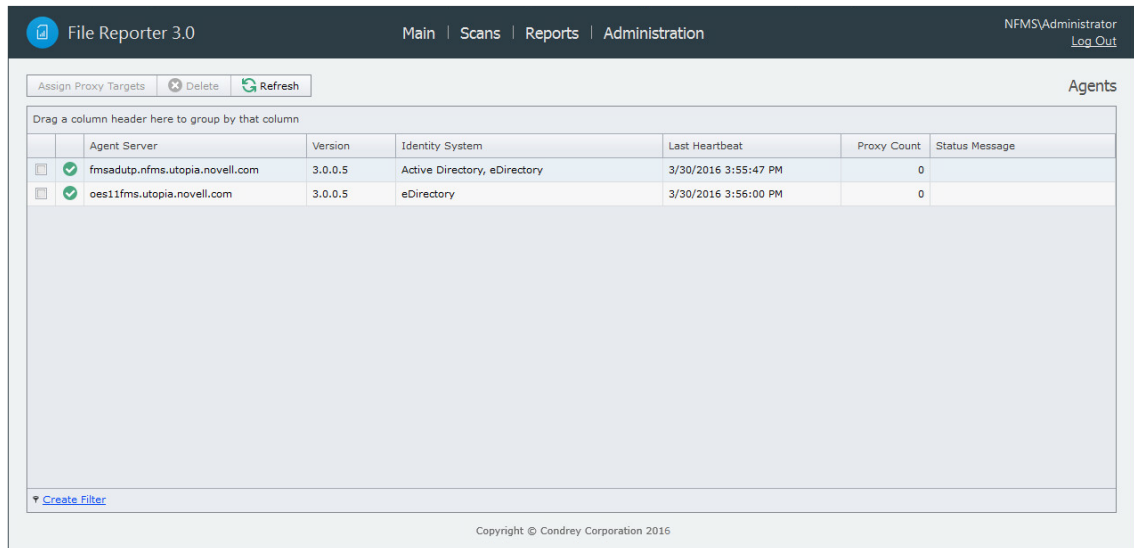 File Reporter 3.0
Main | Scans | Reports | Administration
NFMS\Administrator
Log Out
Assign Proxy Targets
Delete
Refresh
Agents
Drag a column header here to group by that column
Agent Server Version Identity System Last Heartbeat Proxy Count Status Message
fmsadutp.nfms.utopia.novell.com 3.0.0.5 Active Directory, eDirectory 3/30/2016 3:55:47 PM 0
oes11fms.utopia.novell.com 3.0.0.5 eDirectory 3/30/2016 3:56:00 PM 0
Create Filter
Copyright © Condrey Corporation 2016